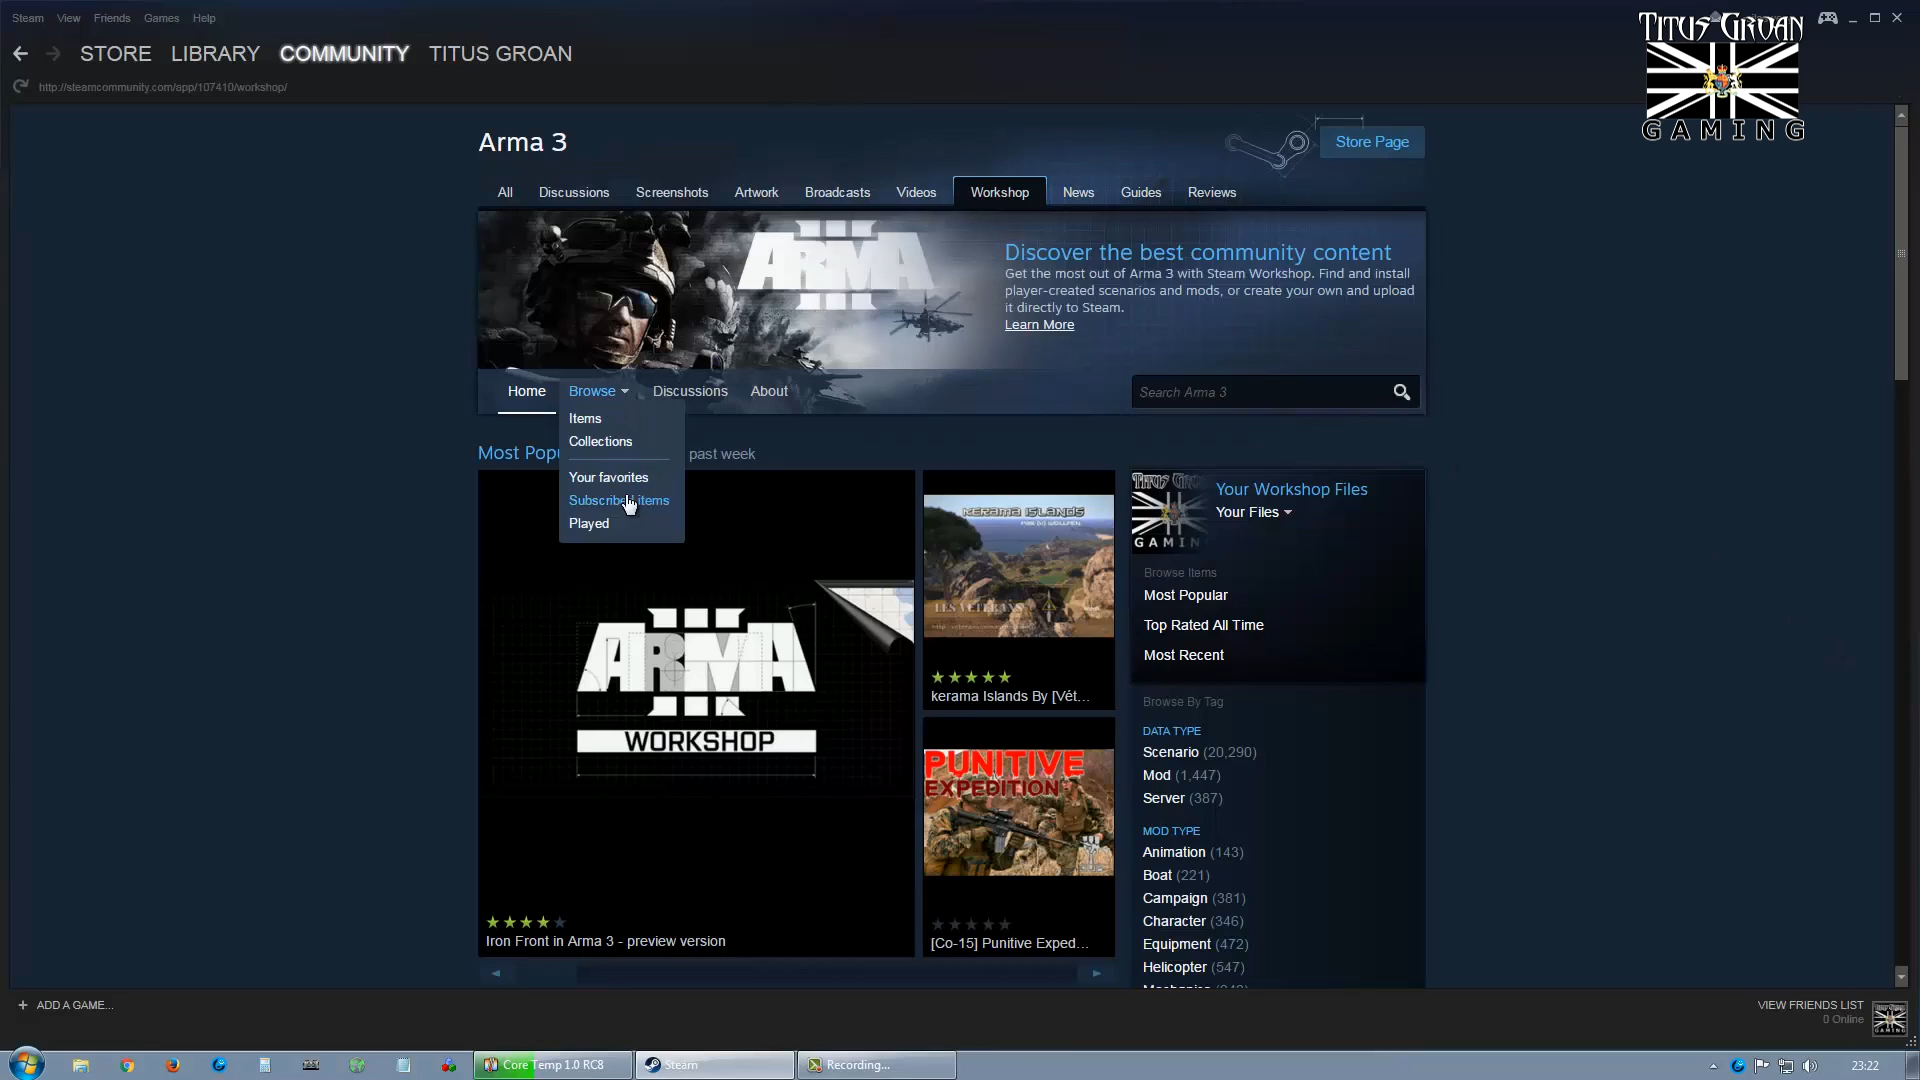 Steam View Friends Games Help
STORE LIBRARY COMMUNITY TITUS GROAN
http://steamcommunity.com/app/107410/workshop/
TITUS GROAN
GAMING
Arma 3
Store Page
All Discussions Screenshots Artwork Broadcasts Videos Workshop News Guides Reviews
ARMA III
Discover the best community content
Get the most out of Arma 3 with Steam Workshop. Find and install
player-created scenarios and mods, or create your own and upload
it directly to Steam.
Learn More
Home Browse Discussions About
Search Arma 3
Items
Collections
Your favorites
Subscribed items
Played
Most Popu past week
ARMA III
WORKSHOP
Iron Front in Arma 3 - preview version
KERAMA ISLANDS
LES VETERANS
kerama Islands By [Vét...
PUNITIVE
EXPEDITION
[Co-15] Punitive Exped...
GAMING
Your Workshop Files
Your Files
Browse Items
Most Popular
Top Rated All Time
Most Recent
Browse By Tag
DATA TYPE
Scenario (20,290)
Mod (1,447)
Server (387)
MOD TYPE
Animation (143)
Boat (221)
Campaign (381)
Character (346)
Equipment (472)
Helicopter (547)
+ ADD A GAME...
VIEW FRIENDS LIST
0 Online
Core Temp 1.0 RC8
Steam
Recording...
23:22